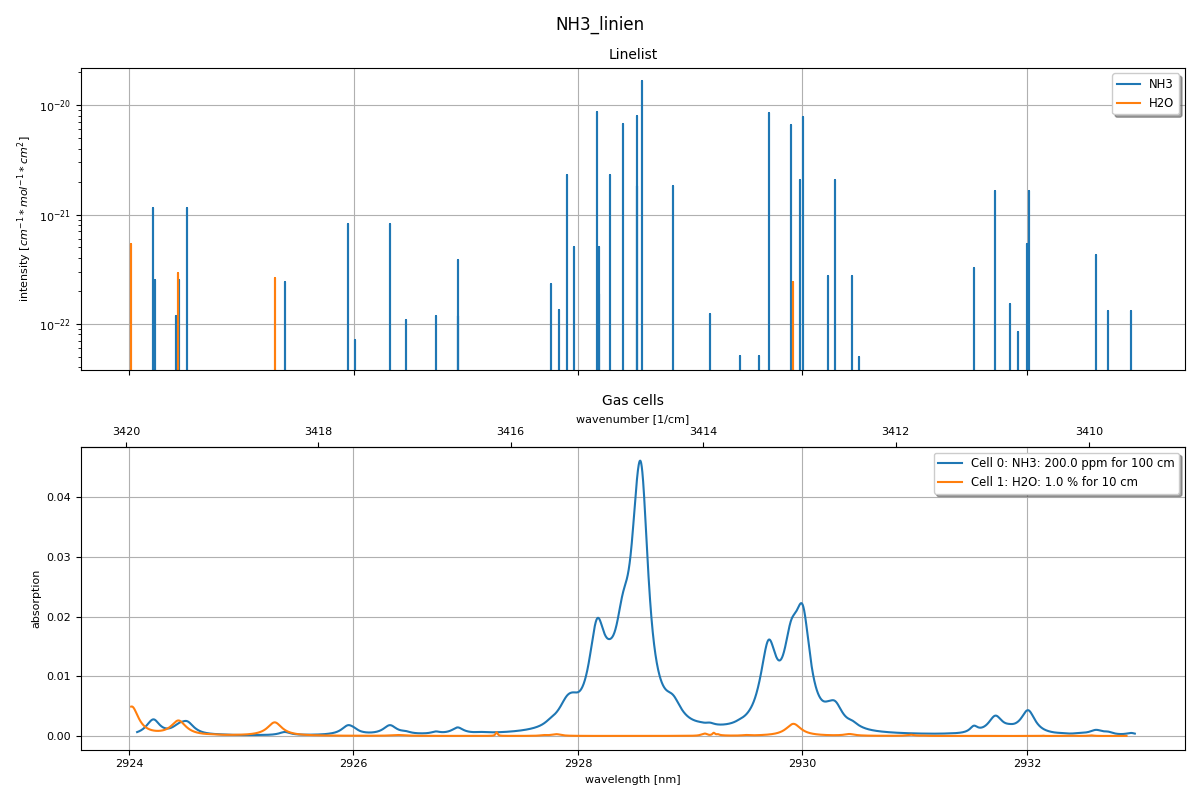 NH3_linien
Linelist
10⁻²⁰
10⁻²¹
10⁻²²
intensity [cm⁻¹ * mol⁻¹ * cm²]
NH3
H2O
Gas cells
wavenumber [1/cm]
3420 3418 3416 3414 3412 3410
0.04
0.03
0.02
0.01
0.00
absorption
Cell 0: NH3: 200.0 ppm for 100 cm
Cell 1: H2O: 1.0 % for 10 cm
2924 2926 2928 2930 2932
wavelength [nm]